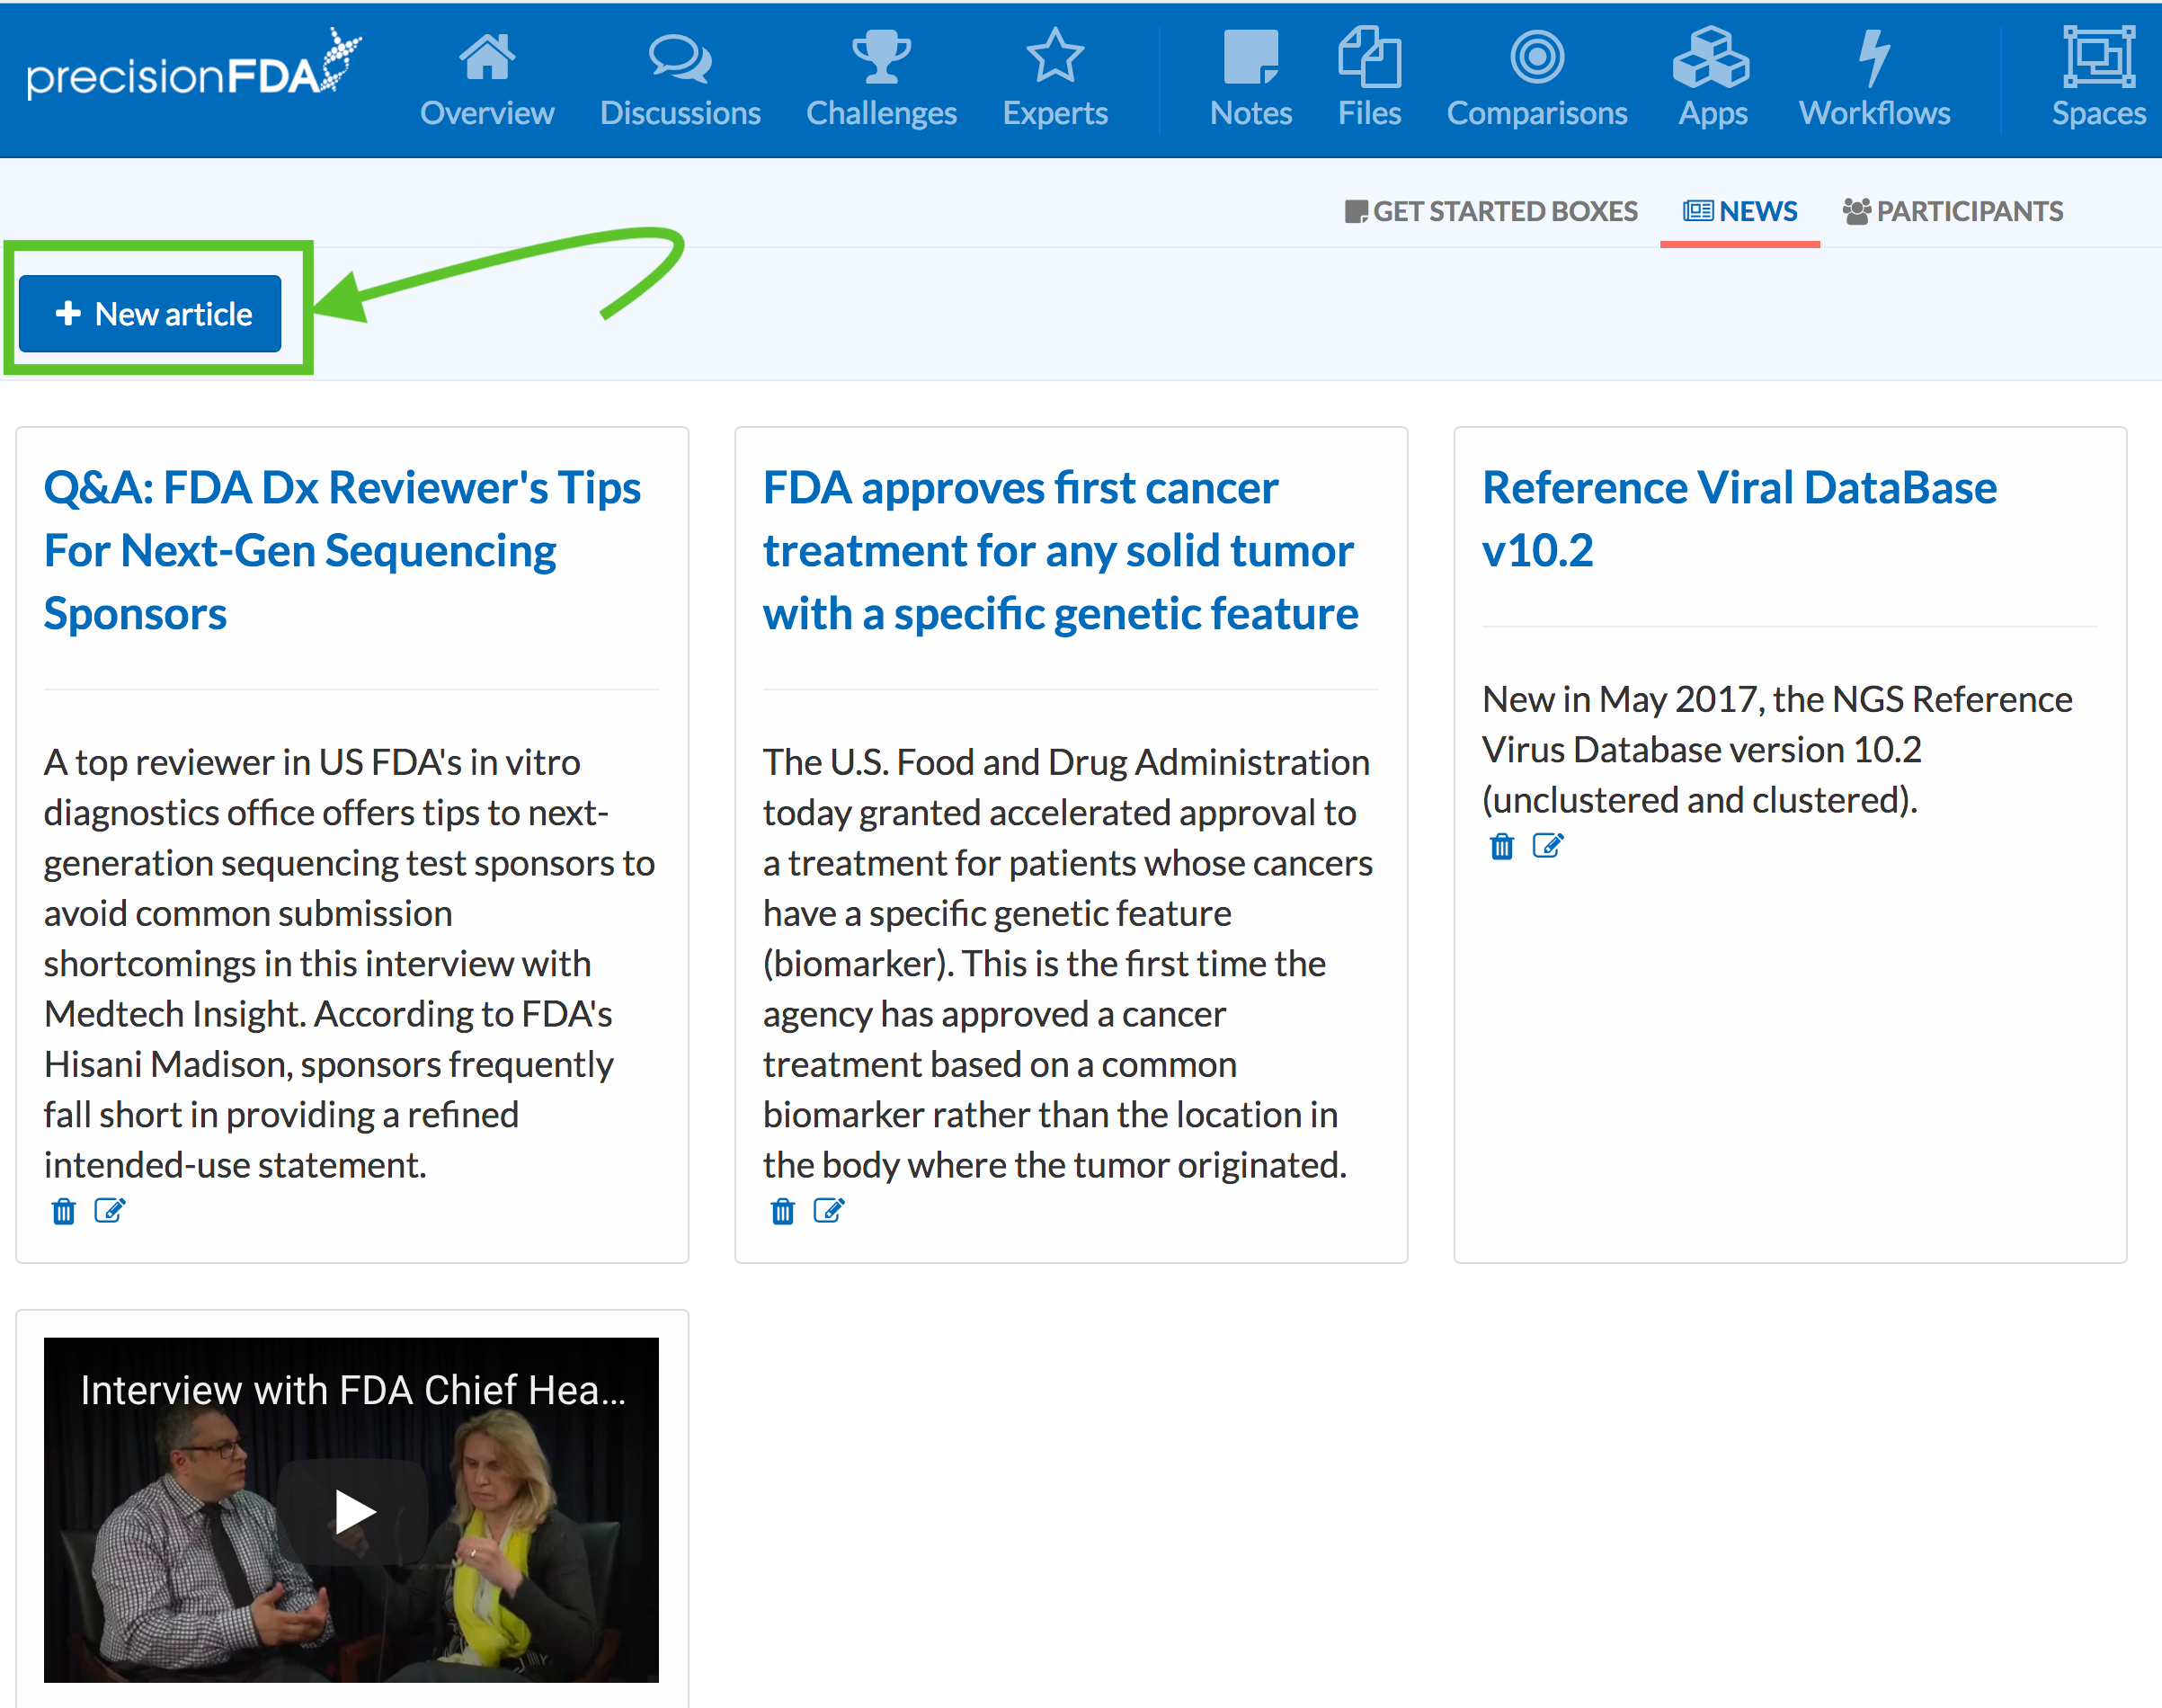 precisionFDA
Overview
Discussions
Challenges
Experts
Notes
Files
Comparisons
Apps
Workflows
Spaces
GET STARTED BOXES
NEWS
PARTICIPANTS
New article
Q&A: FDA Dx Reviewer's Tips
For Next-Gen Sequencing
Sponsors
A top reviewer in US FDA's in vitro
diagnostics office offers tips to next-
generation sequencing test sponsors to
avoid common submission
shortcomings in this interview with
Medtech Insight. According to FDA's
Hisani Madison, sponsors frequently
fall short in providing a refined
intended-use statement.
FDA approves first cancer
treatment for any solid tumor
with a specific genetic feature
The U.S. Food and Drug Administration
today granted accelerated approval to
a treatment for patients whose cancers
have a specific genetic feature
(biomarker). This is the first time the
agency has approved a cancer
treatment based on a common
biomarker rather than the location in
the body where the tumor originated.
Reference Viral DataBase
v10.2
New in May 2017, the NGS Reference
Virus Database version 10.2
(unclustered and clustered).
Interview with FDA Chief Hea...